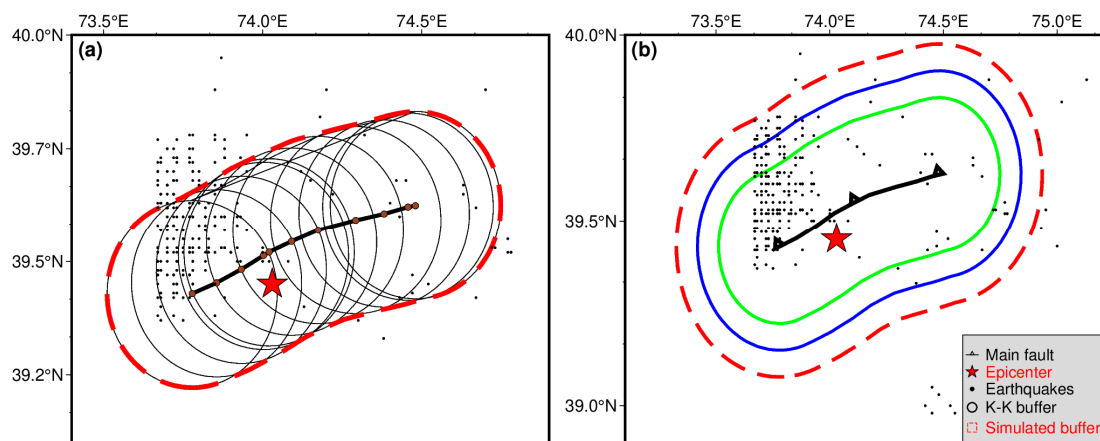 73.5°E 74.0°E 74.5°E
40.0°N
39.7°N
39.5°N
39.2°N
(a)
73.5°E 74.0°E 74.5°E 75.0°E
40.0°N
39.5°N
39.0°N
(b)
Main fault
Epicenter
Earthquakes
K-K buffer
Simulated buffer